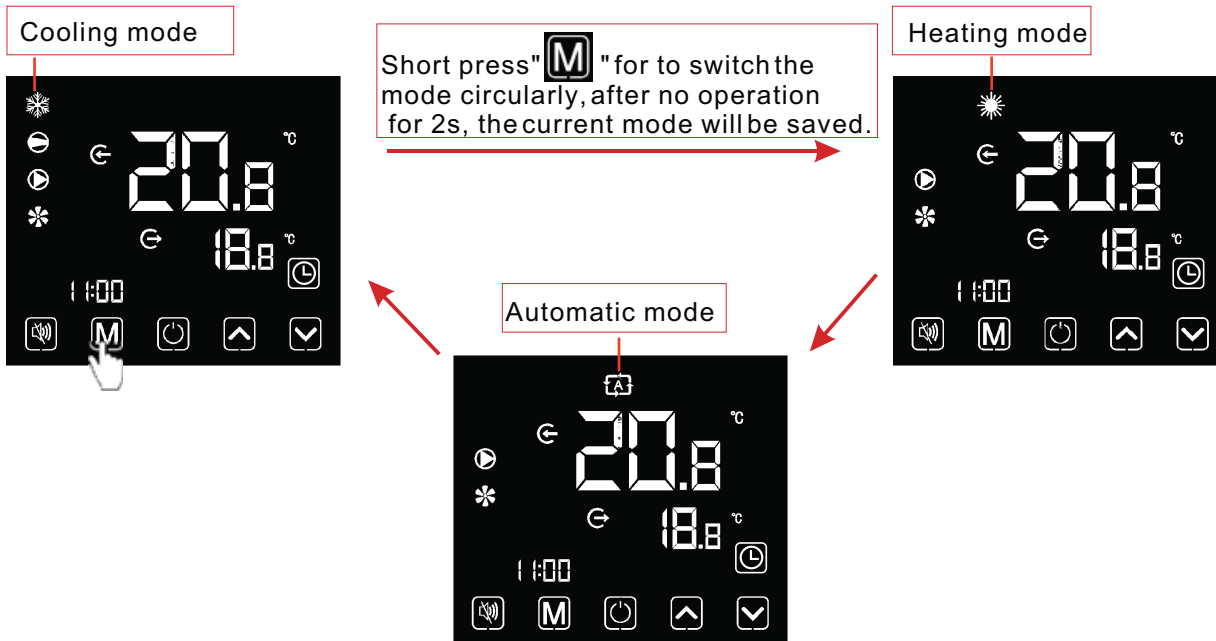 Cooling mode
Short press" M "for to switch the
mode circularly, after no operation
for 2s, the current mode will be saved.
Heating mode
20.8 °C
18.8 °C
11:00
M
20.8 °C
18.8 °C
11:00
M
Automatic mode
A
20.8 °C
18.8 °C
11:00
M